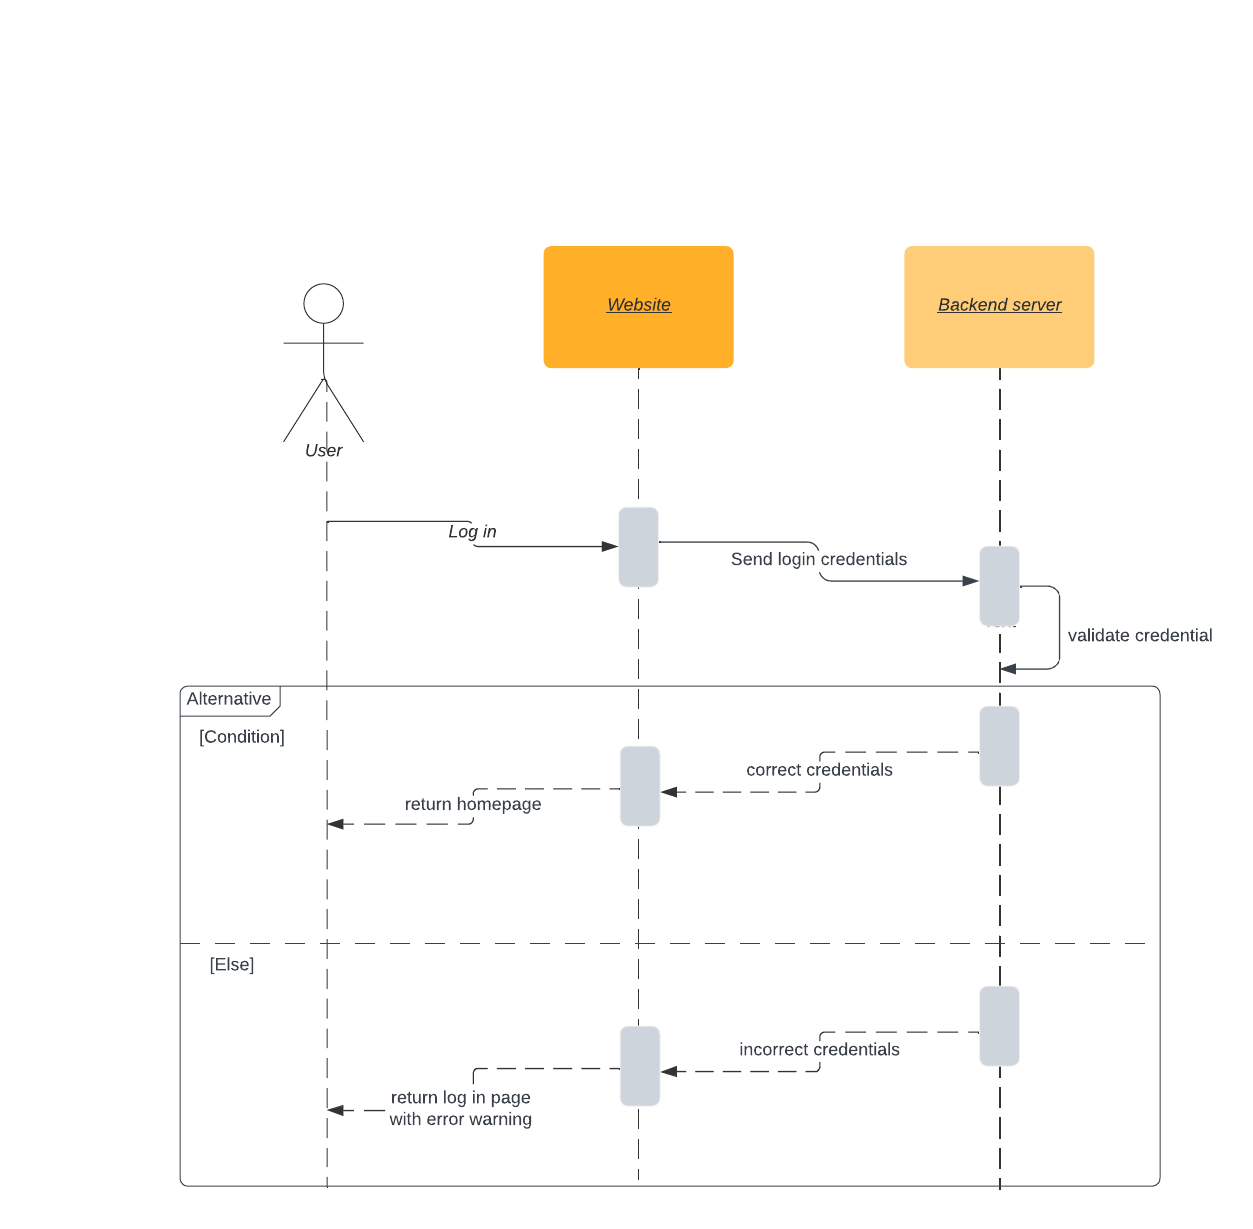 Website
Backend server
User
Log in
Send login credentials
validate credential
Alternative
[Condition]
correct credentials
return homepage
[Else]
incorrect credentials
return log in page
with error warning